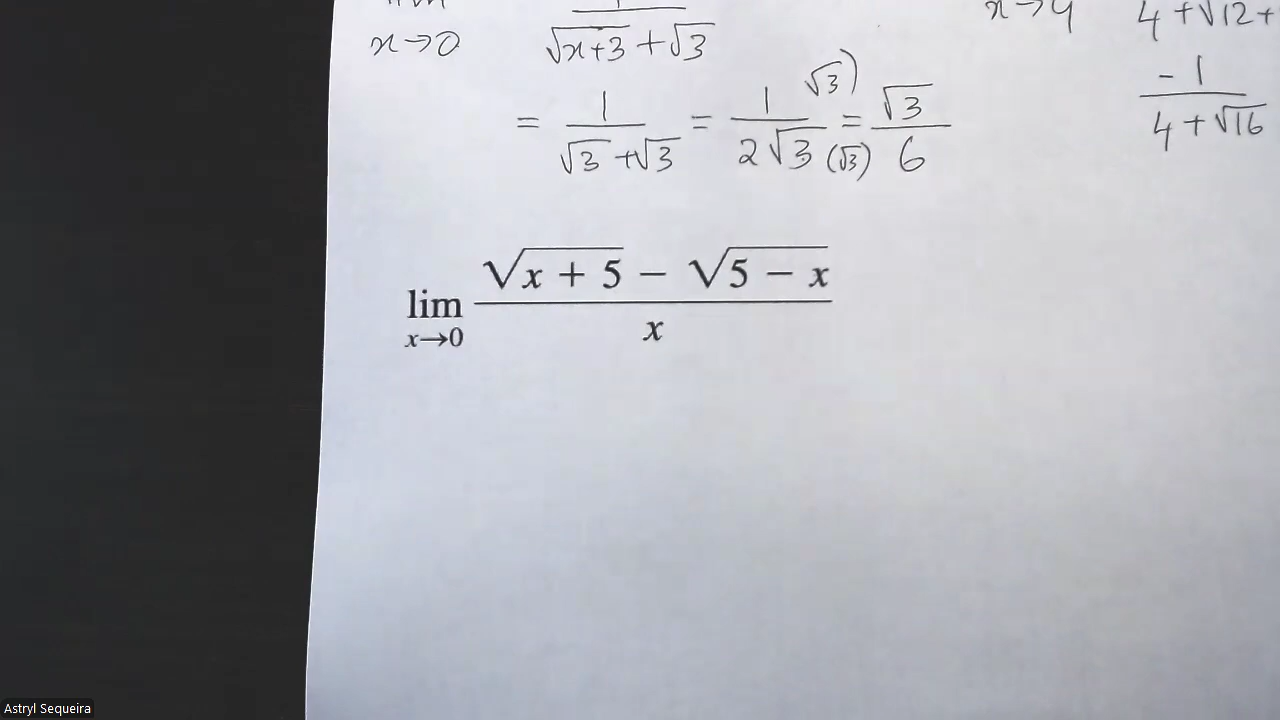 x→0 1/(√(x+3) + √3)
= 1/(√3 + √3) = 1/(2√3) √3)/(√3) = √3/6
x→4 4 + √12 +
-1/(4 + √16
lim x→0 (√(x + 5) − √(5 − x))/x
Astryl Sequeira